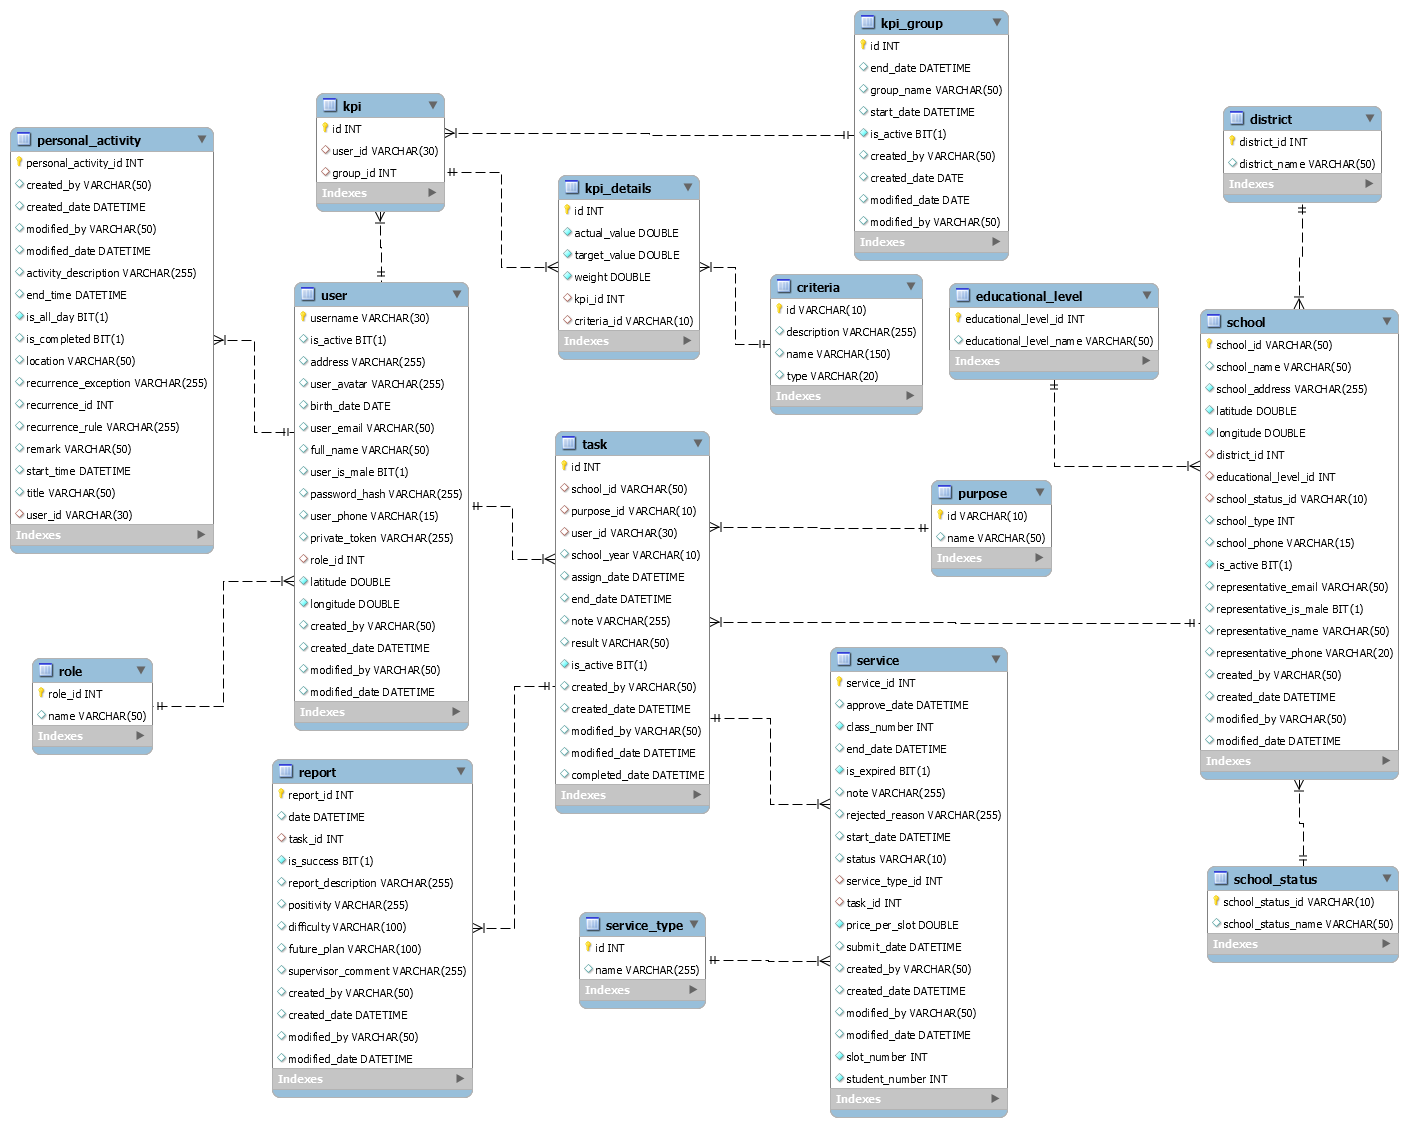 kpi_group
id INT
end_date DATETIME
group_name VARCHAR(50)
start_date DATETIME
is_active BIT(1)
created_by VARCHAR(50)
created_date DATE
modified_date DATE
modified_by VARCHAR(50)
Indexes
kpi
id INT
user_id VARCHAR(30)
group_id INT
Indexes
district
district_id INT
district_name VARCHAR(50)
Indexes
personal_activity
personal_activity_id INT
created_by VARCHAR(50)
created_date DATETIME
modified_by VARCHAR(50)
modified_date DATETIME
activity_description VARCHAR(255)
end_time DATETIME
is_all_day BIT(1)
is_completed BIT(1)
location VARCHAR(50)
recurrence_exception VARCHAR(255)
recurrence_id INT
recurrence_rule VARCHAR(255)
remark VARCHAR(50)
start_time DATETIME
title VARCHAR(50)
user_id VARCHAR(30)
Indexes
kpi_details
id INT
actual_value DOUBLE
target_value DOUBLE
weight DOUBLE
kpi_id INT
criteria_id VARCHAR(10)
Indexes
criteria
id VARCHAR(10)
description VARCHAR(255)
name VARCHAR(150)
type VARCHAR(20)
Indexes
educational_level
educational_level_id INT
educational_level_name VARCHAR(50)
Indexes
user
username VARCHAR(30)
is_active BIT(1)
address VARCHAR(255)
user_avatar VARCHAR(255)
birth_date DATE
user_email VARCHAR(50)
full_name VARCHAR(50)
user_is_male BIT(1)
password_hash VARCHAR(255)
user_phone VARCHAR(15)
private_token VARCHAR(255)
role_id INT
latitude DOUBLE
longitude DOUBLE
created_by VARCHAR(50)
created_date DATETIME
modified_by VARCHAR(50)
modified_date DATETIME
Indexes
school
school_id VARCHAR(50)
school_name VARCHAR(50)
school_address VARCHAR(255)
latitude DOUBLE
longitude DOUBLE
district_id INT
educational_level_id INT
school_status_id VARCHAR(10)
school_type INT
school_phone VARCHAR(15)
is_active BIT(1)
representative_email VARCHAR(50)
representative_is_male BIT(1)
representative_name VARCHAR(50)
representative_phone VARCHAR(20)
created_by VARCHAR(50)
created_date DATETIME
modified_by VARCHAR(50)
modified_date DATETIME
Indexes
task
id INT
school_id VARCHAR(50)
purpose_id VARCHAR(10)
user_id VARCHAR(30)
school_year VARCHAR(10)
assign_date DATETIME
end_date DATETIME
note VARCHAR(255)
result VARCHAR(50)
is_active BIT(1)
created_by VARCHAR(50)
created_date DATETIME
modified_by VARCHAR(50)
modified_date DATETIME
completed_date DATETIME
Indexes
purpose
id VARCHAR(10)
name VARCHAR(50)
Indexes
role
role_id INT
name VARCHAR(50)
Indexes
service
service_id INT
approve_date DATETIME
class_number INT
end_date DATETIME
is_expired BIT(1)
note VARCHAR(255)
rejected_reason VARCHAR(255)
start_date DATETIME
status VARCHAR(10)
service_type_id INT
task_id INT
price_per_slot DOUBLE
submit_date DATETIME
created_by VARCHAR(50)
created_date DATETIME
modified_by VARCHAR(50)
modified_date DATETIME
slot_number INT
student_number INT
Indexes
report
report_id INT
date DATETIME
task_id INT
is_success BIT(1)
report_description VARCHAR(255)
positivity VARCHAR(255)
difficulty VARCHAR(100)
future_plan VARCHAR(100)
supervisor_comment VARCHAR(255)
created_by VARCHAR(50)
created_date DATETIME
modified_by VARCHAR(50)
modified_date DATETIME
Indexes
service_type
id INT
name VARCHAR(255)
Indexes
school_status
school_status_id VARCHAR(10)
school_status_name VARCHAR(50)
Indexes